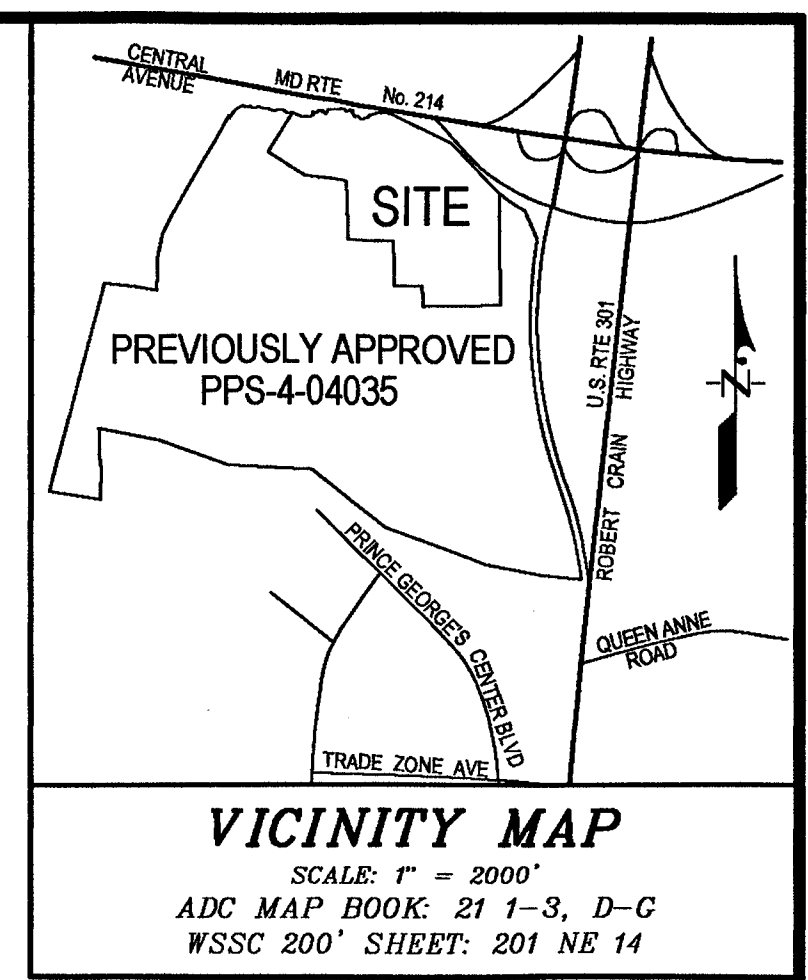 CENTRAL
AVENUE
MD RTE
No. 214
SITE
PREVIOUSLY APPROVED
PPS-4-04035
U.S. RTE 301
ROBERT CRAIN HIGHWAY
N
PRINCE GEORGE'S CENTER BLVD
QUEEN ANNE
ROAD
TRADE ZONE AVE
VICINITY MAP
SCALE: 1" = 2000'
ADC MAP BOOK: 21 1-3, D-G
WSSC 200' SHEET: 201 NE 14